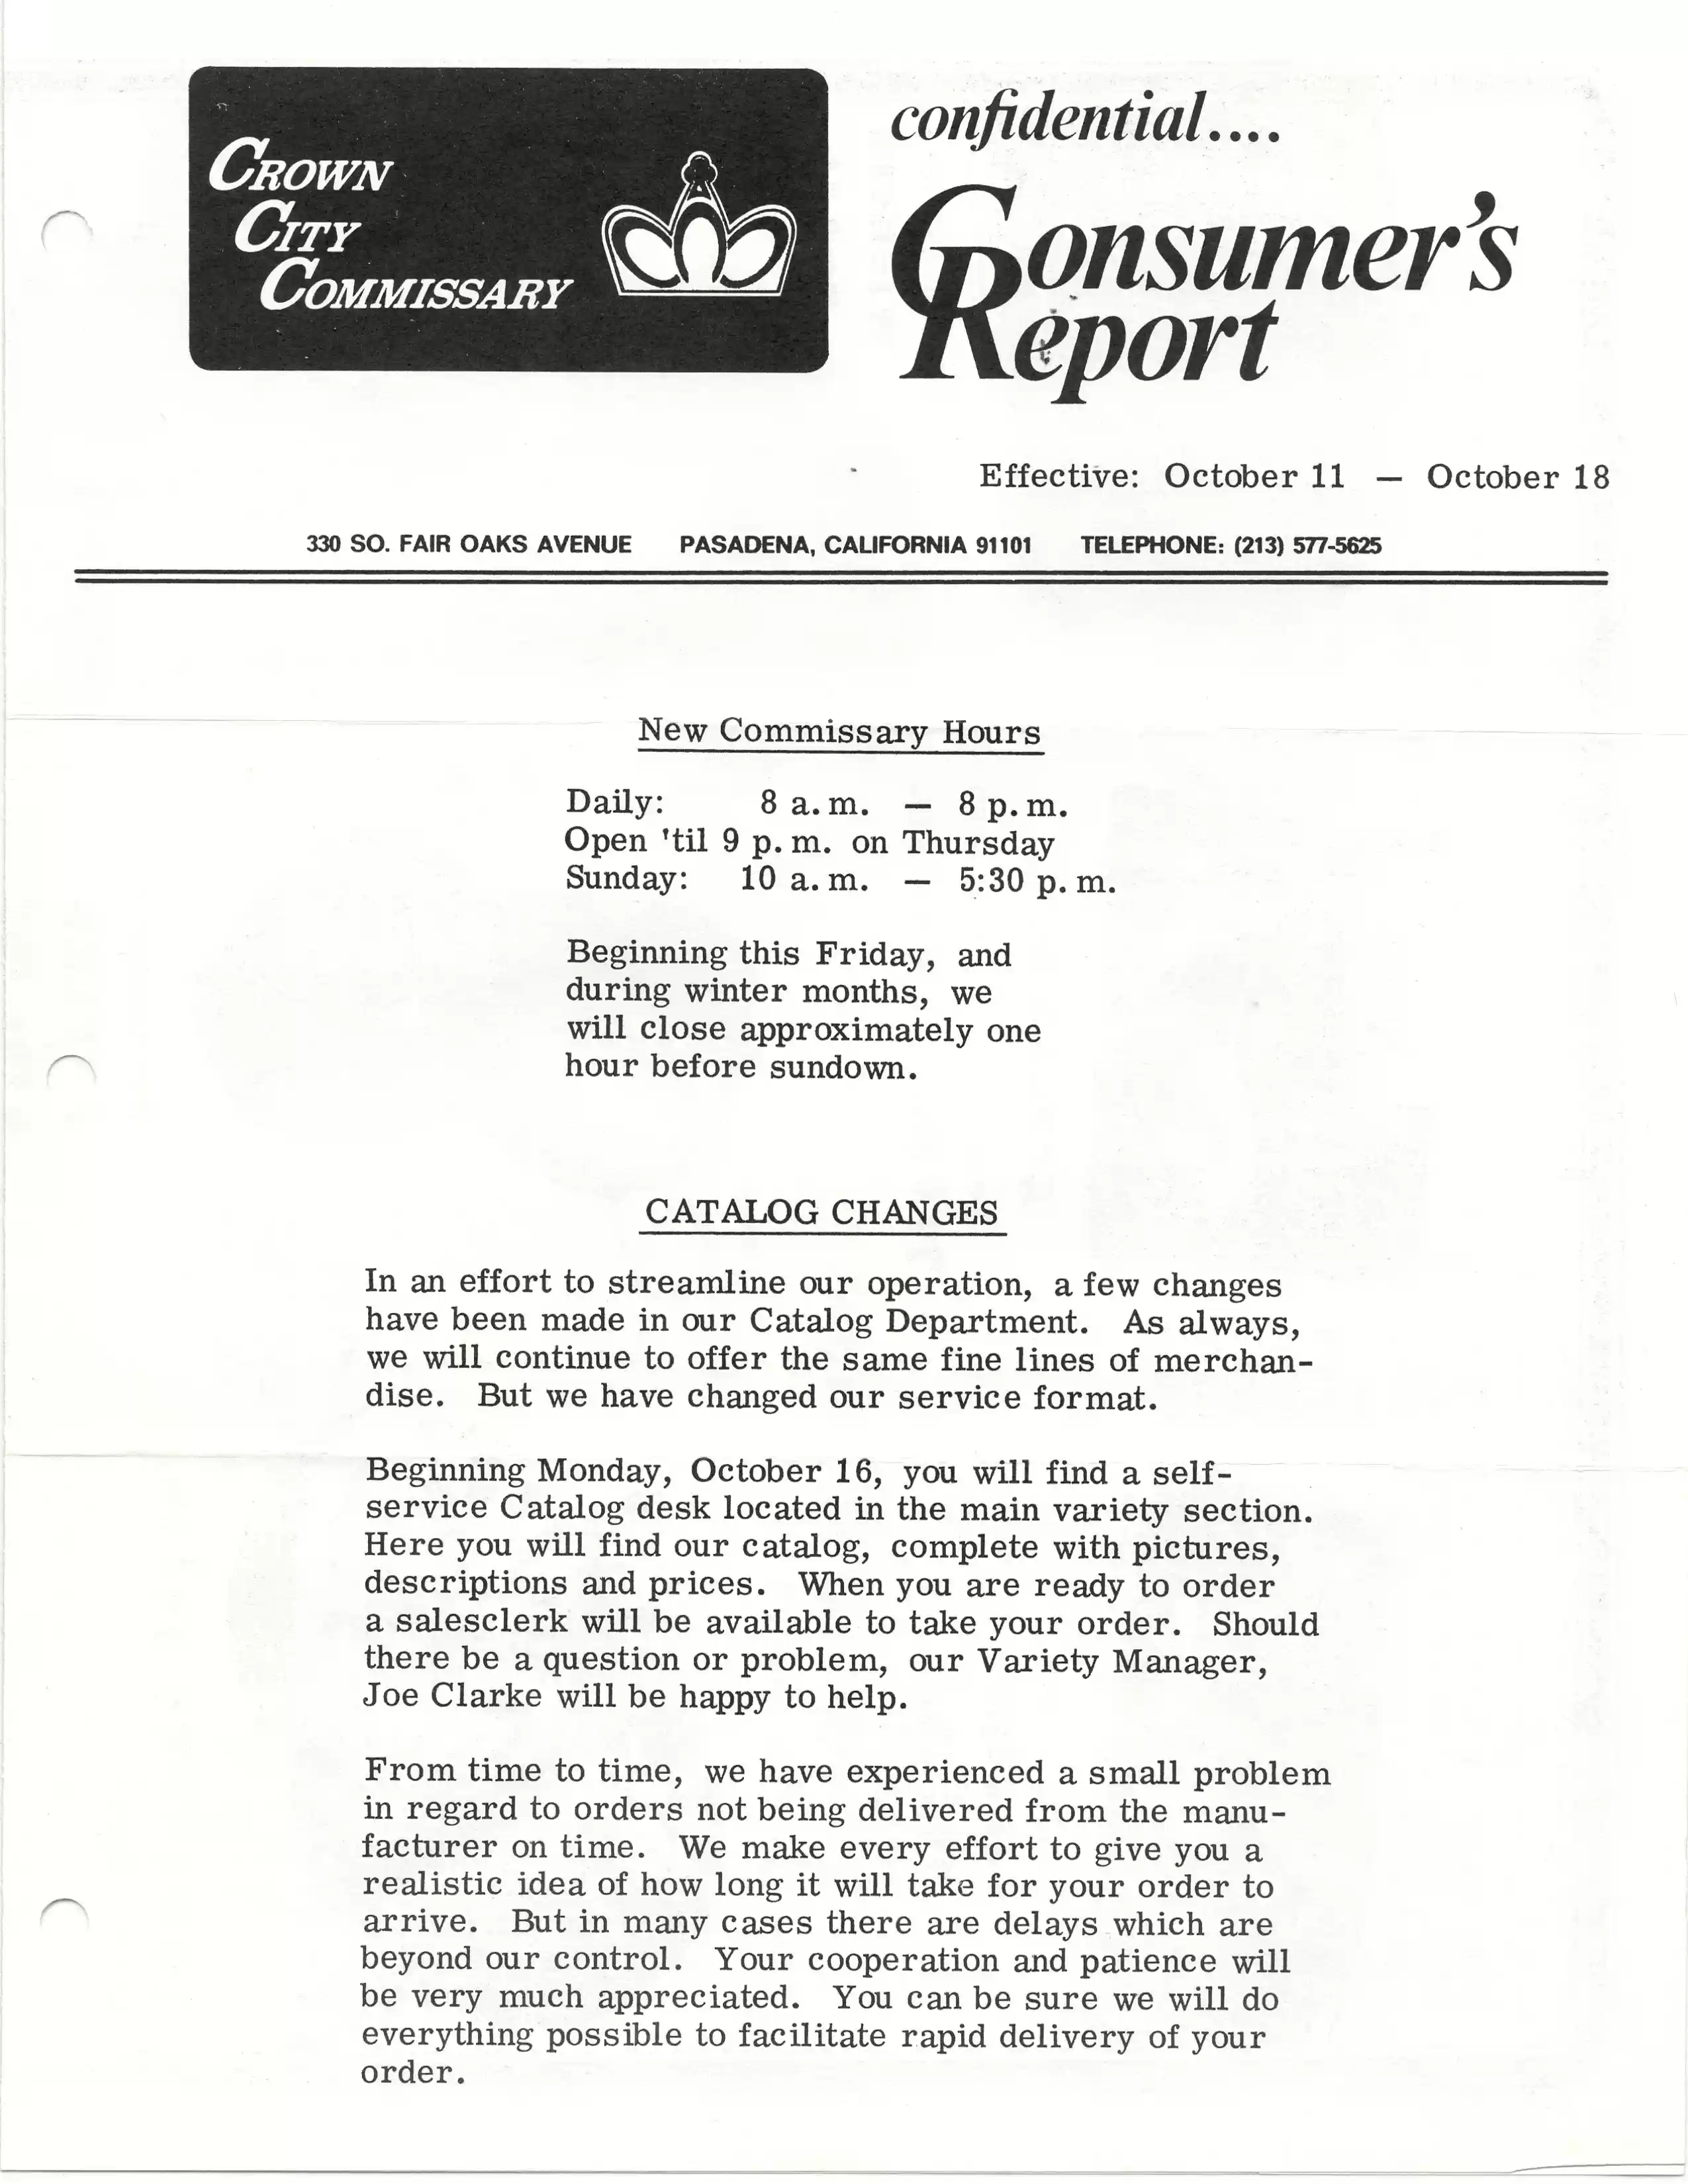 CROWN
CITY
COMMISSARY
confidential....
Consumer's
Report
Effective: October 11 — October 18
330 SO. FAIR OAKS AVENUE PASADENA, CALIFORNIA 91101 TELEPHONE: (213) 577-5625
New Commissary Hours
Daily: 8 a.m. — 8 p.m.
Open 'til 9 p.m. on Thursday
Sunday: 10 a.m. — 5:30 p.m.
Beginning this Friday, and
during winter months, we
will close approximately one
hour before sundown.
CATALOG CHANGES
In an effort to streamline our operation, a few changes
have been made in our Catalog Department. As always,
we will continue to offer the same fine lines of merchan-
dise. But we have changed our service format.
Beginning Monday, October 16, you will find a self-
service Catalog desk located in the main variety section.
Here you will find our catalog, complete with pictures,
descriptions and prices. When you are ready to order
a salesclerk will be available to take your order. Should
there be a question or problem, our Variety Manager,
Joe Clarke will be happy to help.
From time to time, we have experienced a small problem
in regard to orders not being delivered from the manu-
facturer on time. We make every effort to give you a
realistic idea of how long it will take for your order to
arrive. But in many cases there are delays which are
beyond our control. Your cooperation and patience will
be very much appreciated. You can be sure we will do
everything possible to facilitate rapid delivery of your
order.